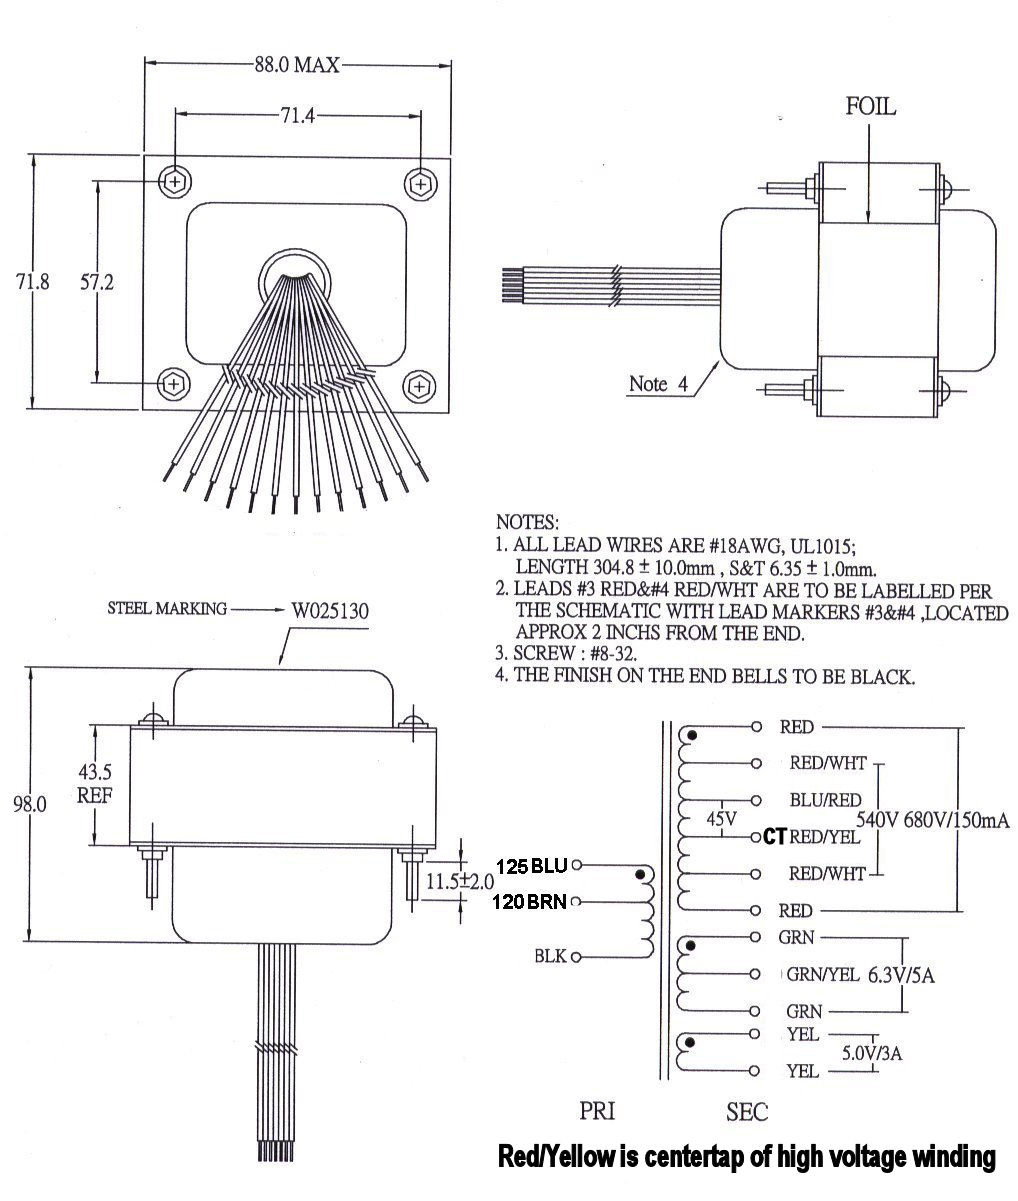 88.0 MAX
71.4
71.8
57.2
FOIL
Note 4
NOTES:
1. ALL LEAD WIRES ARE #18AWG, UL1015;
LENGTH 304.8 ± 10.0mm , S&T 6.35 ± 1.0mm.
2. LEADS #3 RED&#4 RED/WHT ARE TO BE LABELLED PER
THE SCHEMATIC WITH LEAD MARKERS #3&#4 ,LOCATED
APPROX 2 INCHS FROM THE END.
3. SCREW : #8-32.
4. THE FINISH ON THE END BELLS TO BE BLACK.
STEEL MARKING
W025130
98.0
43.5
REF
11.5±2.0
125 BLU
120 BRN
BLK
RED
RED/WHT
BLU/RED
45V
CT RED/YEL
RED/WHT
RED
540V 680V/150mA
GRN
GRN/YEL 6.3V/5A
GRN
YEL
5.0V/3A
YEL
PRI
SEC
Red/Yellow is centertap of high voltage winding